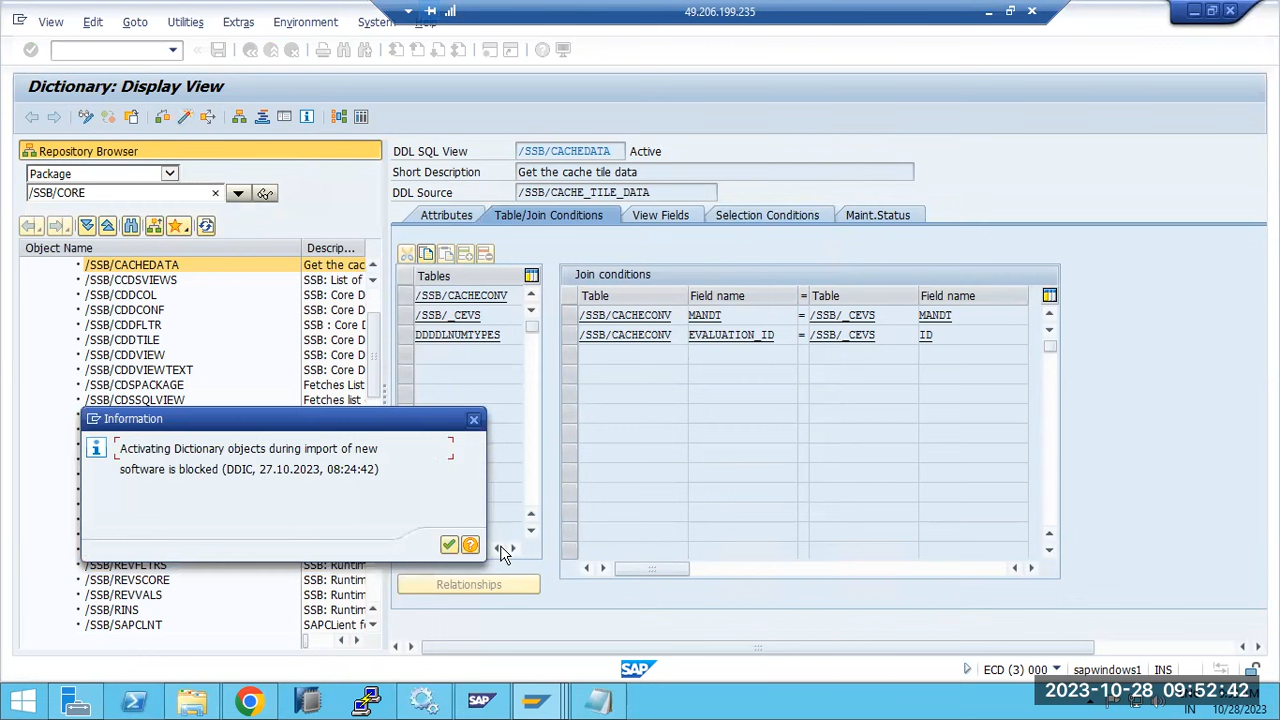 49.206.199.235
View Edit Goto Utilities Extras Environment System Help
Dictionary: Display View
Repository Browser
Package
/SSB/CORE
Object Name Descrip...
/SSB/CACHEDATA Get the cac
/SSB/CCDSVIEWS SSB: List of
/SSB/CDDCOL SSB: Core D
/SSB/CDDCONF SSB: Core D
/SSB/CDDFLTR SSB : Core D
/SSB/CDDTILE SSB: Core D
/SSB/CDDVIEW SSB: Core D
/SSB/CDDVIEWTEXT SSB: Core D
/SSB/CDSPACKAGE Fetches List
/SSB/CDSSQLVIEW Fetches list
DDL SQL View /SSB/CACHEDATA Active
Short Description Get the cache tile data
DDL Source /SSB/CACHE_TILE_DATA
Attributes Table/Join Conditions View Fields Selection Conditions Maint.Status
Tables
/SSB/CACHECONV
/SSB/_CEVS
DDDDLNUMTYPES
Join conditions
Table Field name = Table Field name
/SSB/CACHECONV MANDT = /SSB/_CEVS MANDT
/SSB/CACHECONV EVALUATION_ID = /SSB/_CEVS ID
Information
Activating Dictionary objects during import of new
software is blocked (DDIC, 27.10.2023, 08:24:42)
Relationships
/SSB/REVFLTRS SSB: Runtim
/SSB/REVSCORE SSB: Runtim
/SSB/REVVALS SSB: Runtim
/SSB/RINS SSB: Runtim
/SSB/SAPCLNT SAPClient fo
SAP
ECD (3) 000 sapwindows1 INS
SAP
2023-10-28 09:52:42
IN 10/28/2023